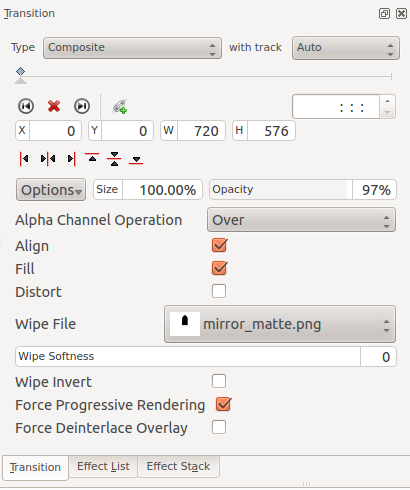 Transition
Type Composite with track Auto
: : :
X 0 Y 0 W 720 H 576
Options Size 100.00% Opacity 97%
Alpha Channel Operation Over
Align
Fill
Distort
Wipe File mirror_matte.png
Wipe Softness 0
Wipe Invert
Force Progressive Rendering
Force Deinterlace Overlay
Transition Effect List Effect Stack